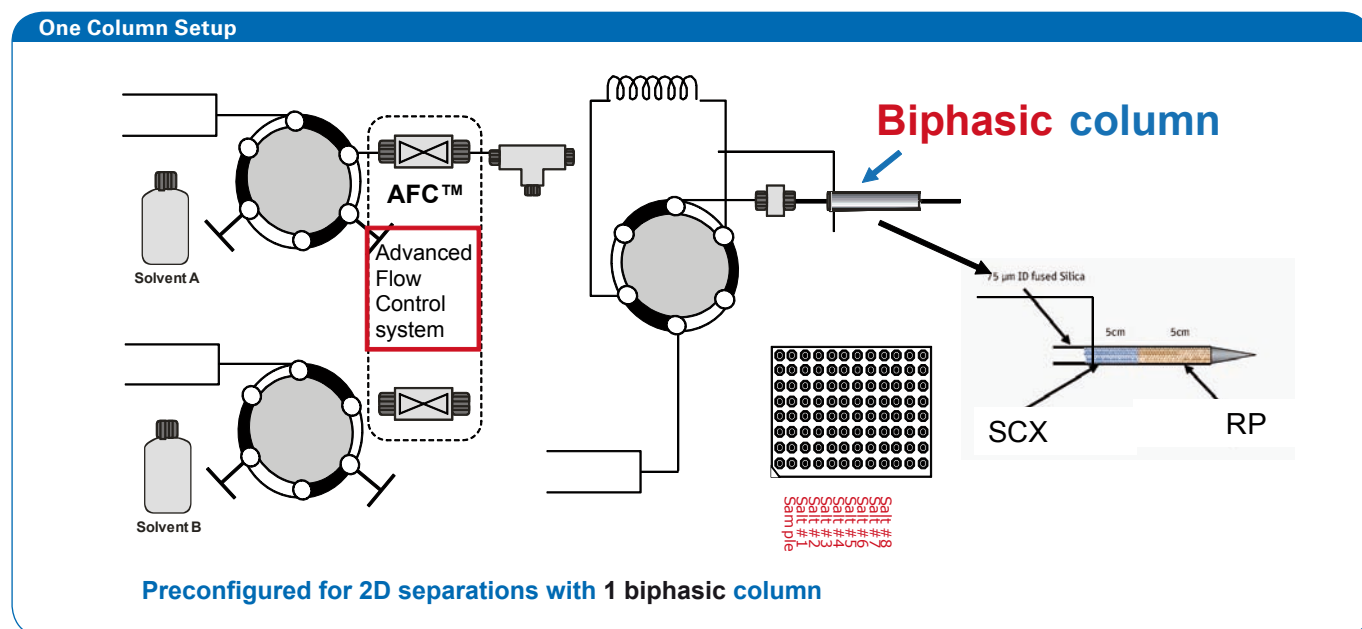 One Column Setup
Biphasic column
AFC™
Advanced
Flow
Control
system
Solvent A
75 µm ID fused Silica
5cm 5cm
SCX
RP
Solvent B
Sample
Salt #1
Salt #2
Salt #3
Salt #4
Salt #5
Salt #6
Salt #7
Salt #8
Preconfigured for 2D separations with 1 biphasic column